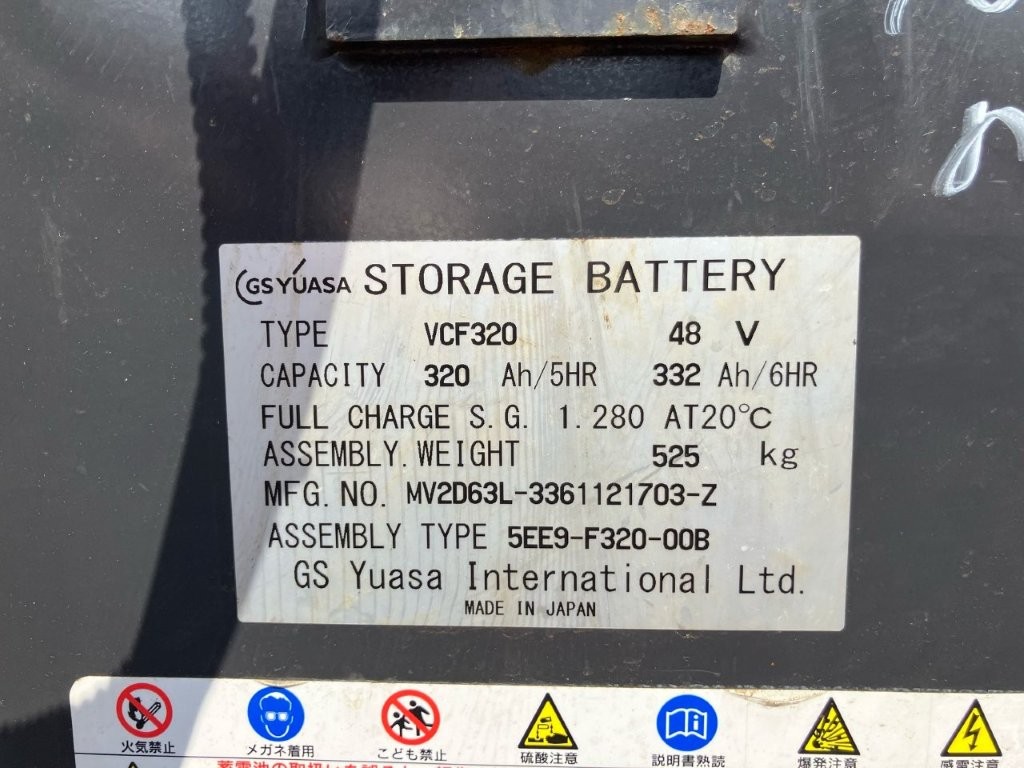 GS YUASA STORAGE BATTERY
TYPE VCF320 48 V
CAPACITY 320 Ah/5HR 332 Ah/6HR
FULL CHARGE S.G. 1.280 AT20℃
ASSEMBLY.WEIGHT 525 kg
MFG.NO. MV2D63L-3361121703-Z
ASSEMBLY TYPE 5EE9-F320-00B
GS Yuasa International Ltd.
MADE IN JAPAN
火気禁止 メガネ着用 こども禁止 硫酸注意 説明書熟読 爆発注意 感電注意